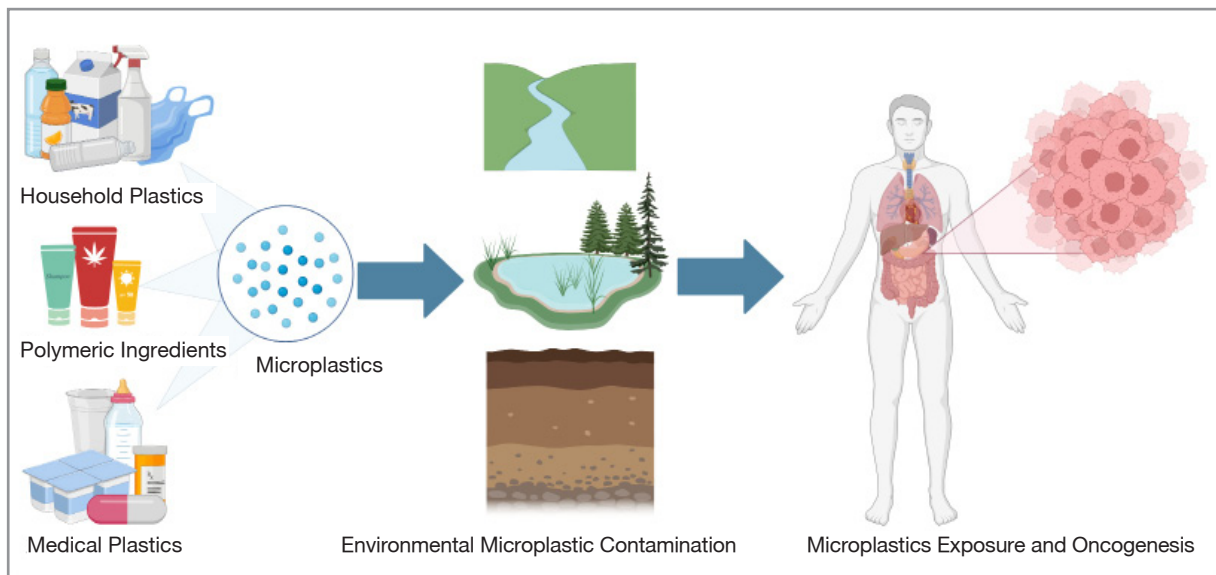 Household Plastics
Polymeric Ingredients
Microplastics
Medical Plastics
Environmental Microplastic Contamination
Microplastics Exposure and Oncogenesis